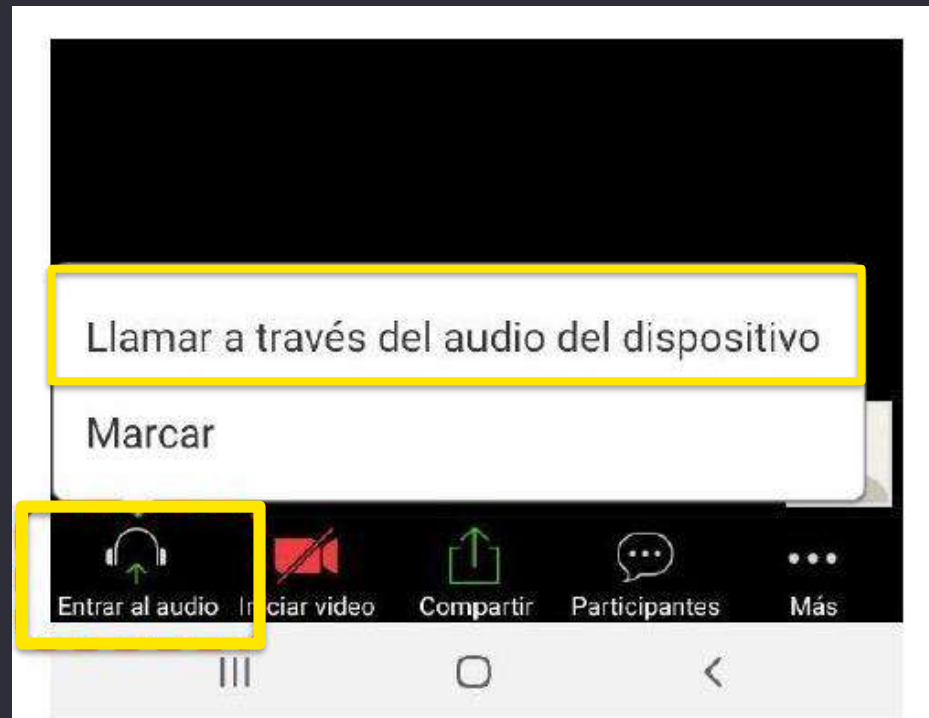 Llamar a través del audio del dispositivo
Marcar
Entrar al audio
Iniciar video
Compartir
Participantes
Más